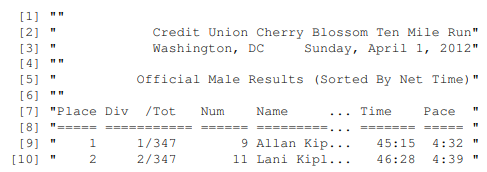 [1] ""
[2] "             Credit Union Cherry Blossom Ten Mile Run"
[3] "             Washington, DC     Sunday, April 1, 2012"
[4] ""
[5] "           Official Male Results (Sorted By Net Time)"
[6] ""
[7] "Place Div  /Tot   Num    Name     ... Time    Pace  "
[8] "===== =========== ====== =========... ======= ===== "
[9] "    1     1/347        9 Allan Kip...   45:15  4:32 "
[10] "    2     2/347       11 Lani Kipl...   46:28  4:39 "